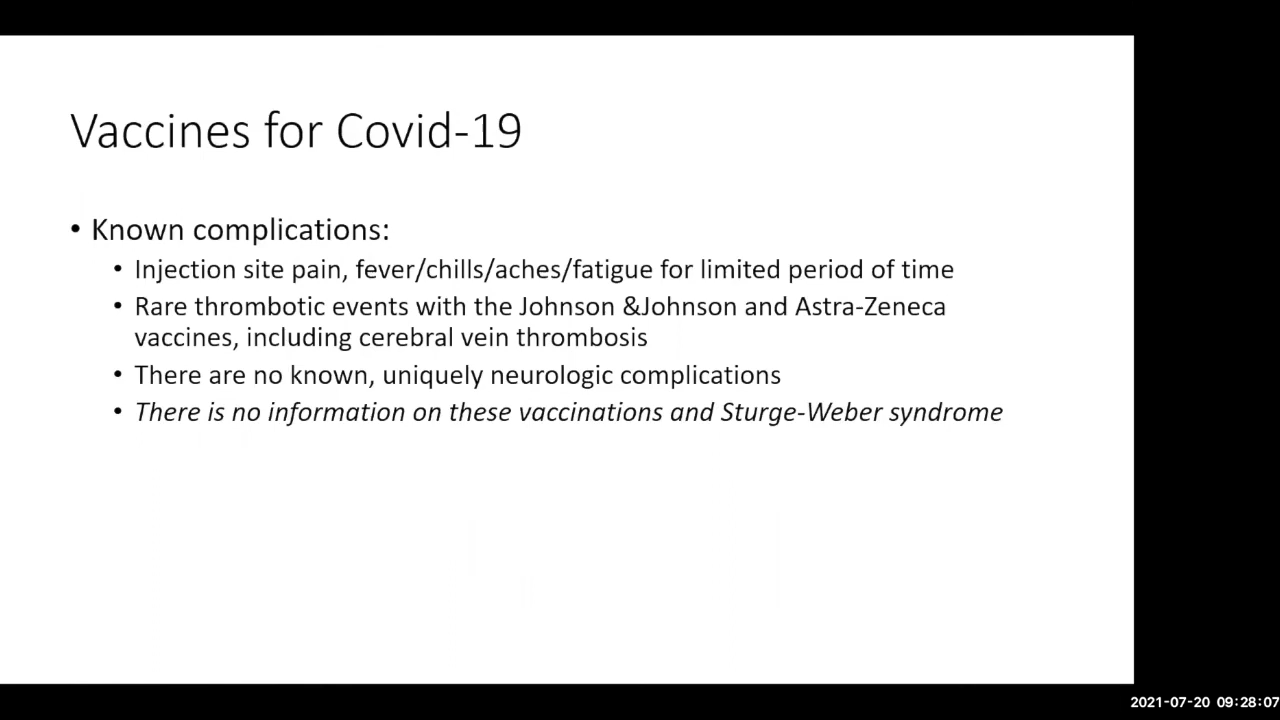 Vaccines for Covid-19
• Known complications:
• Injection site pain, fever/chills/aches/fatigue for limited period of time
• Rare thrombotic events with the Johnson &Johnson and Astra-Zeneca
vaccines, including cerebral vein thrombosis
• There are no known, uniquely neurologic complications
• There is no information on these vaccinations and Sturge-Weber syndrome
2021-07-20 09:28:07